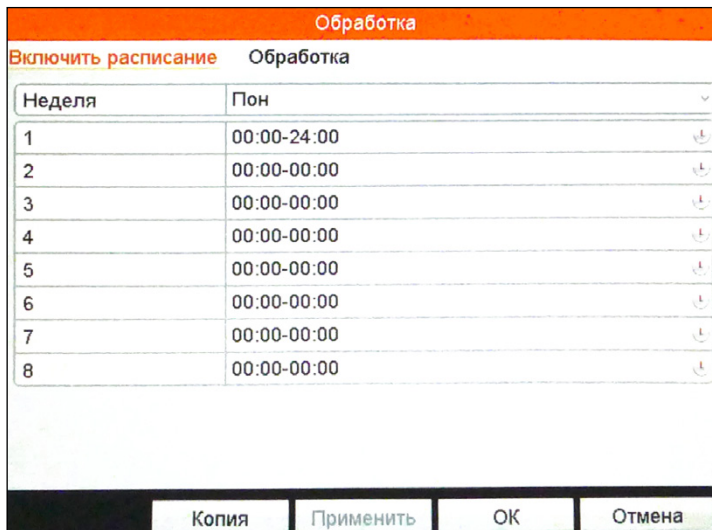 Обработка
Включить расписание Обработка
Неделя Пон
1 00:00-24:00
2 00:00-00:00
3 00:00-00:00
4 00:00-00:00
5 00:00-00:00
6 00:00-00:00
7 00:00-00:00
8 00:00-00:00
Копия Применить ОК Отмена